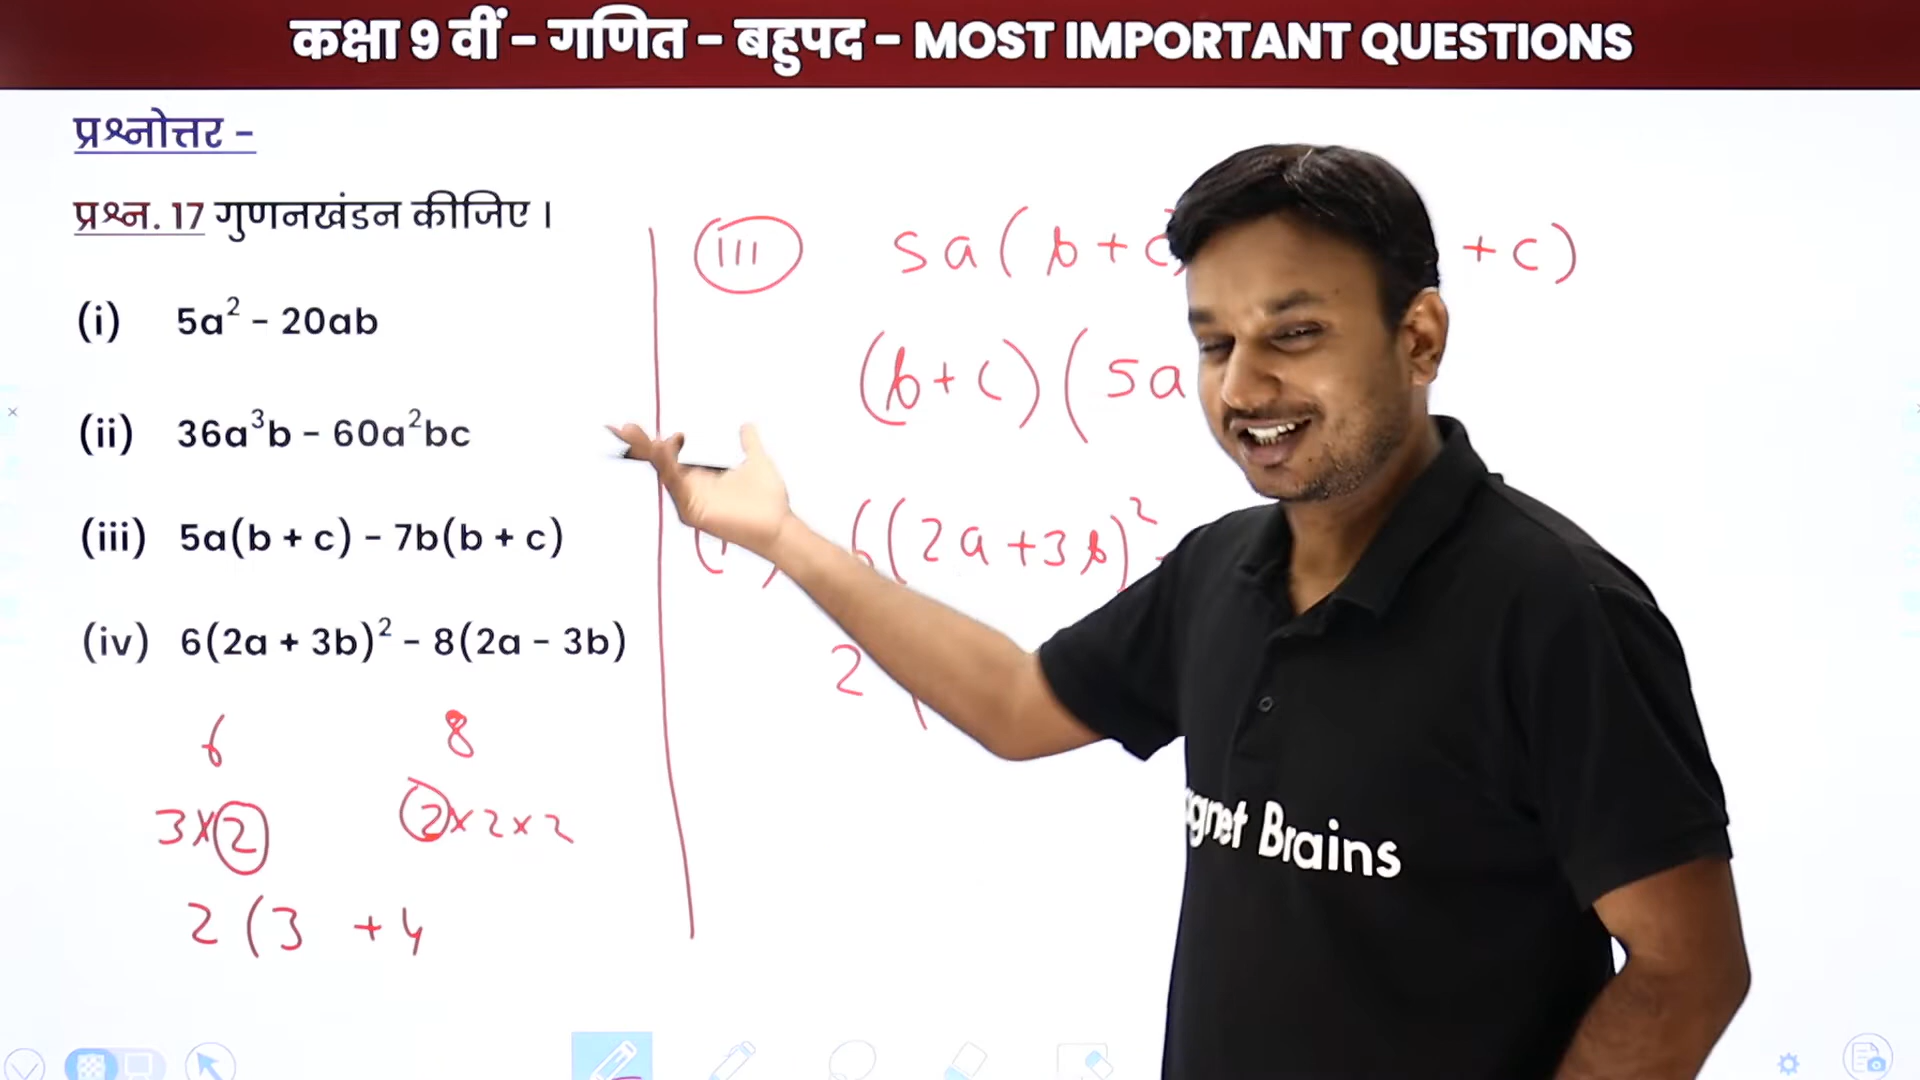 कक्षा 9 वीं - गणित - बहुपद - MOST IMPORTANT QUESTIONS
प्रश्नोत्तर -
प्रश्न. 17 गुणनखंडन कीजिए ।
(i) 5a² - 20ab
(ii) 36a³b - 60a²bc
(iii) 5a(b + c) - 7b(b + c)
(iv) 6(2a + 3b)² - 8(2a - 3b)
6 8
3×2 2×2×2
2 (3 + 4
iii 5a(b+c) +c)
(b+c)(5a
6(2a+3b)²
2 (
gnet Brains